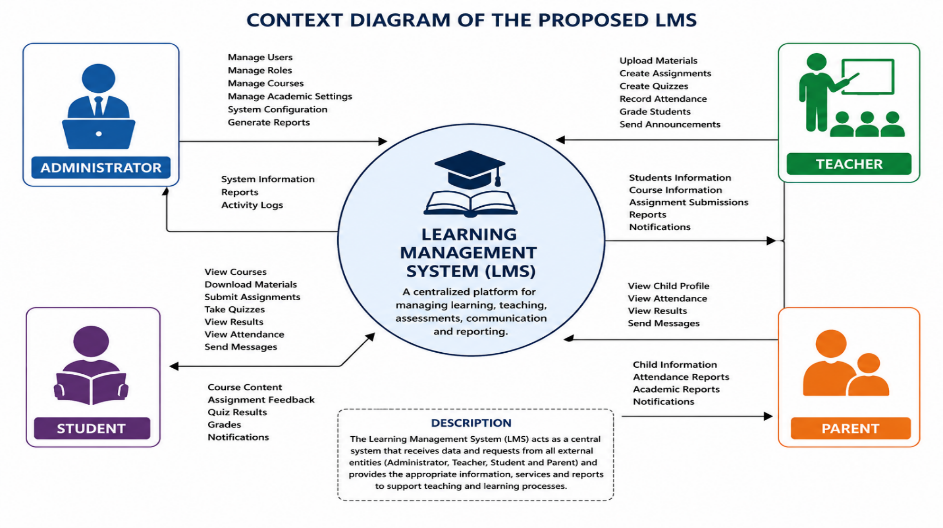 CONTEXT DIAGRAM OF THE PROPOSED LMS
Manage Users
Manage Roles
Manage Courses
Manage Academic Settings
System Configuration
Generate Reports
ADMINISTRATOR
System Information
Reports
Activity Logs
Upload Materials
Create Assignments
Create Quizzes
Record Attendance
Grade Students
Send Announcements
TEACHER
Students Information
Course Information
Assignment Submissions
Reports
Notifications
LEARNING
MANAGEMENT
SYSTEM (LMS)
A centralized platform for
managing learning, teaching,
assessments, communication
and reporting.
View Courses
Download Materials
Submit Assignments
Take Quizzes
View Results
View Attendance
Send Messages
STUDENT
Course Content
Assignment Feedback
Quiz Results
Grades
Notifications
View Child Profile
View Attendance
View Results
Send Messages
Child Information
Attendance Reports
Academic Reports
Notifications
PARENT
DESCRIPTION
The Learning Management System (LMS) acts as a central
system that receives data and requests from all external
entities (Administrator, Teacher, Student and Parent) and
provides the appropriate information, services and reports
to support teaching and learning processes.